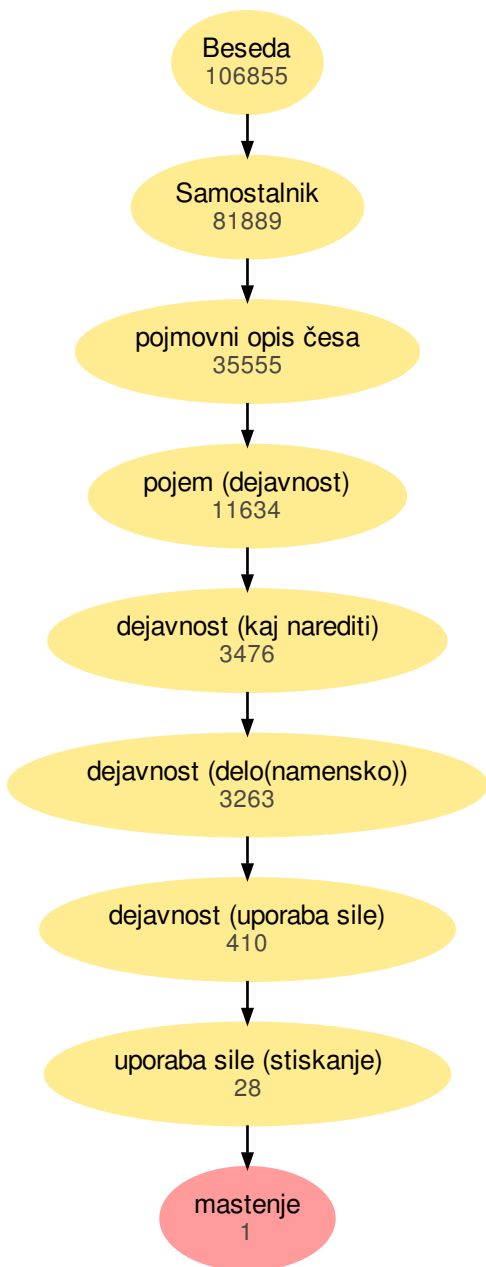 Beseda
106855
Samostalnik
81889
pojmovni opis česa
35555
pojem (dejavnost)
11634
dejavnost (kaj narediti)
3476
dejavnost (delo(namensko))
3263
dejavnost (uporaba sile)
410
uporaba sile (stiskanje)
28
mastenje
1